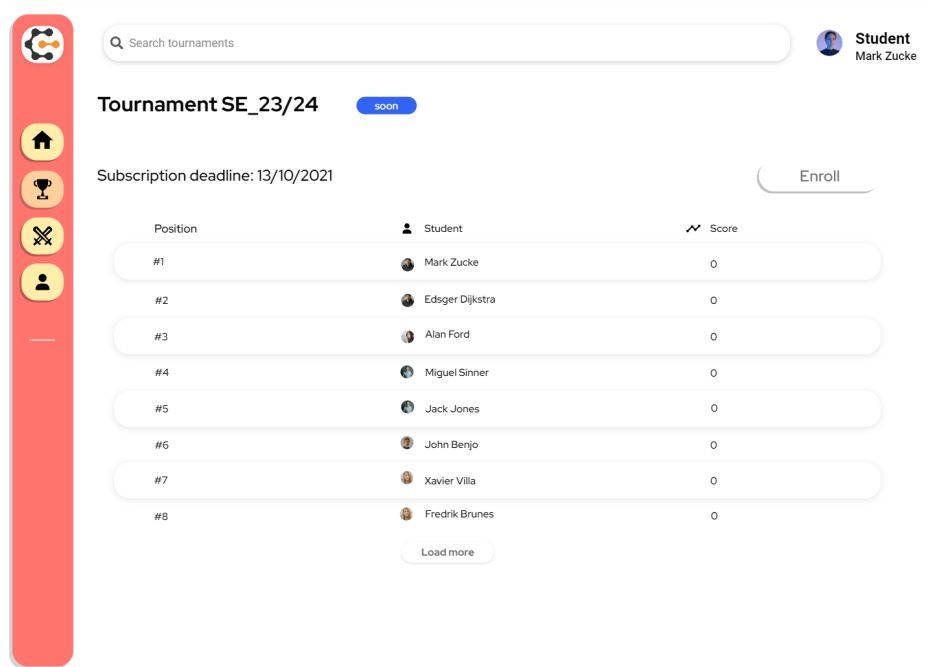 Search tournaments
Student
Mark Zucke
Tournament SE_23/24 soon
Subscription deadline: 13/10/2021 Enroll
Position Student Score
#1 Mark Zucke 0
#2 Edsger Dijkstra 0
#3 Alan Ford 0
#4 Miguel Sinner 0
#5 Jack Jones 0
#6 John Benjo 0
#7 Xavier Villa 0
#8 Fredrik Brunes 0
Load more